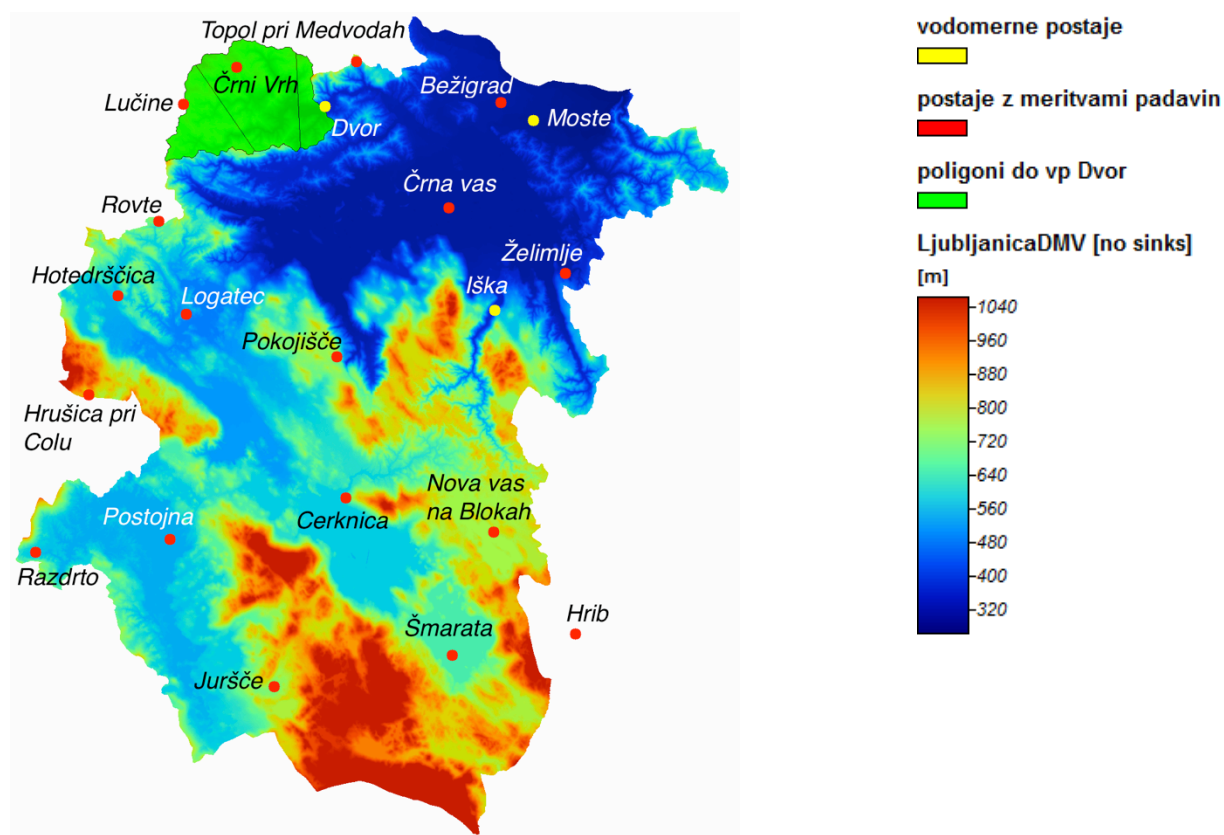 Topol pri Medvodah
Črni Vrh
Bežigrad
Lučine
Dvor
Moste
Črna vas
Rovte
Želimlje
Hotedrščica
Iška
Logatec
Pokojišče
Hrušica pri
Colu
Nova vas
na Blokah
Postojna
Cerknica
Razdrto
Hrib
Šmarata
Juršče
vodomerne postaje
postaje z meritvami padavin
poligoni do vp Dvor
LjubljanicaDMV [no sinks]
[m]
1040
960
880
800
720
640
560
480
400
320